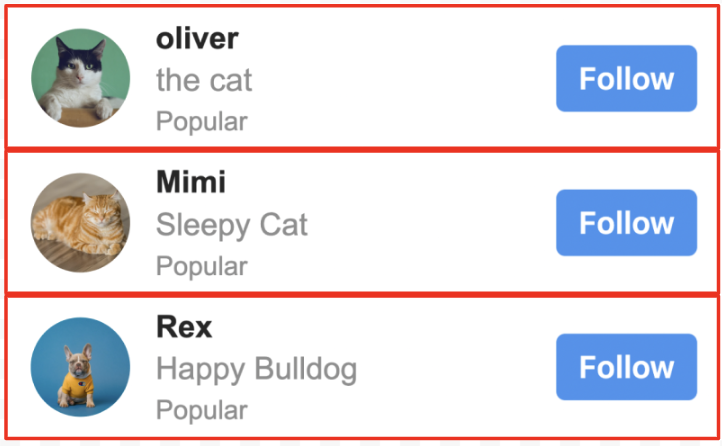 oliver
the cat
Popular
Follow
Mimi
Sleepy Cat
Popular
Follow
Rex
Happy Bulldog
Popular
Follow